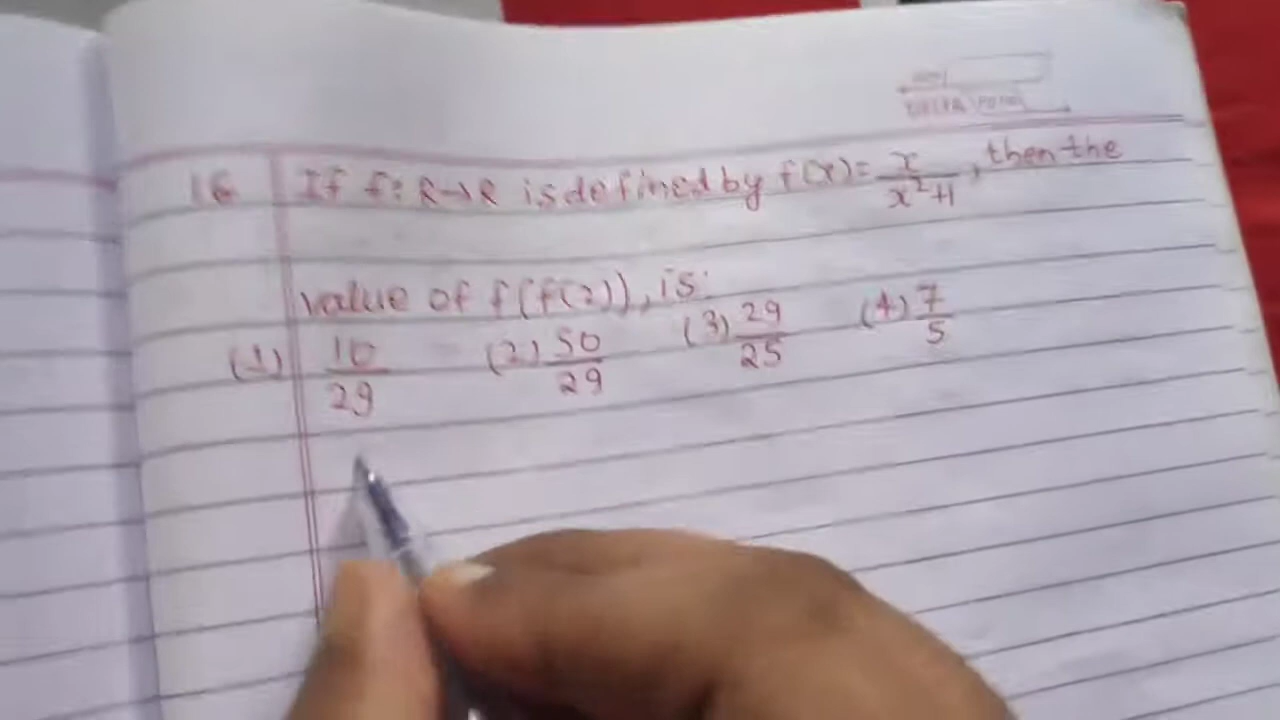 16 If f: R→R is defined by f(x)= x/x²+1, then the
value of f(f(2)), is:
(1) 10/29 (2) 50/29 (3) 29/25 (4) 7/5